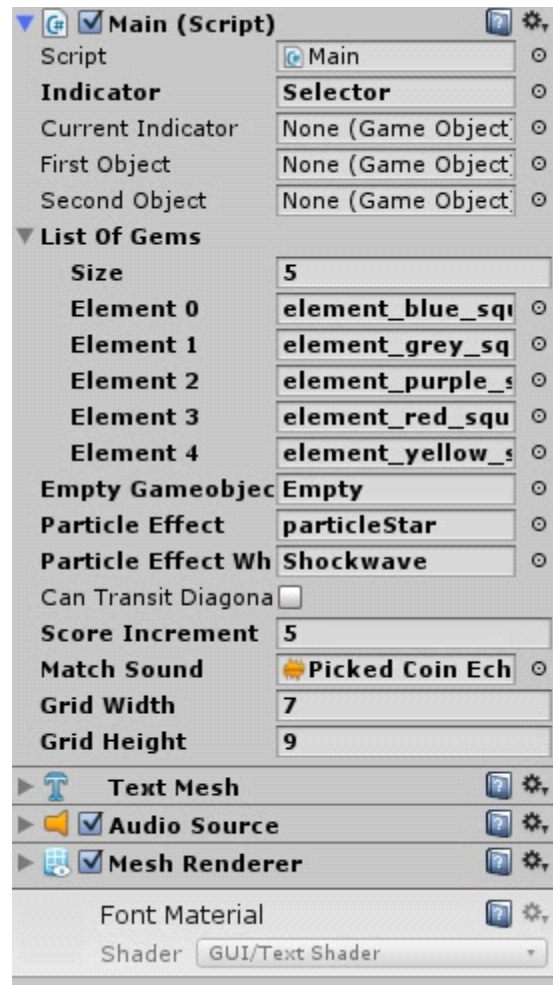 Main (Script)
Script Main
Indicator Selector
Current Indicator None (Game Object)
First Object None (Game Object)
Second Object None (Game Object)
List Of Gems
Size 5
Element 0 element_blue_squ
Element 1 element_grey_sq
Element 2 element_purple_s
Element 3 element_red_squ
Element 4 element_yellow_s
Empty Gameobjec Empty
Particle Effect particleStar
Particle Effect Wh Shockwave
Can Transit Diagona
Score Increment 5
Match Sound Picked Coin Ech
Grid Width 7
Grid Height 9
Text Mesh
Audio Source
Mesh Renderer
Font Material
Shader GUI/Text Shader